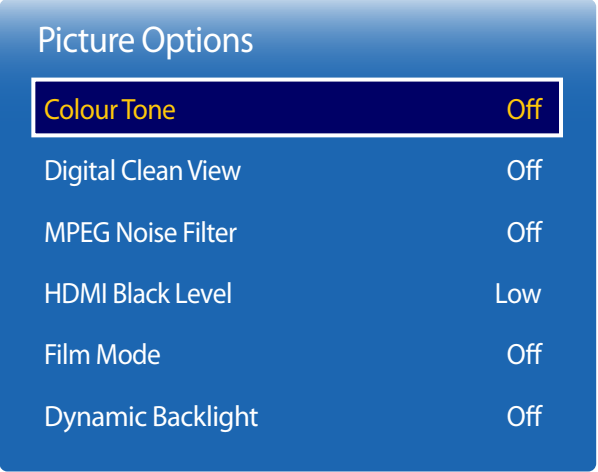 Picture Options
Colour Tone Off
Digital Clean View Off
MPEG Noise Filter Off
HDMI Black Level Low
Film Mode Off
Dynamic Backlight Off